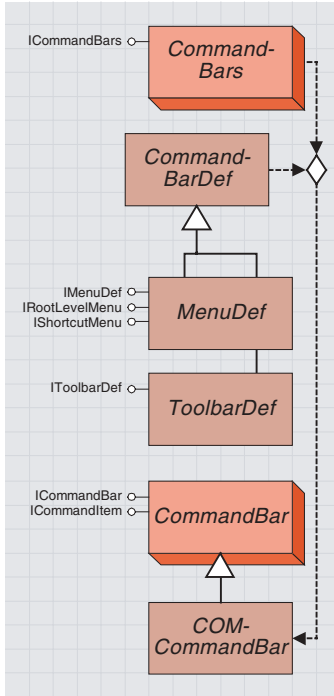 ICommandBars
Command-
Bars
Command-
BarDef
IMenuDef
IRootLevelMenu
IShortcutMenu
MenuDef
IToolbarDef
ToolbarDef
ICommandBar
ICommandItem
CommandBar
COM-
CommandBar